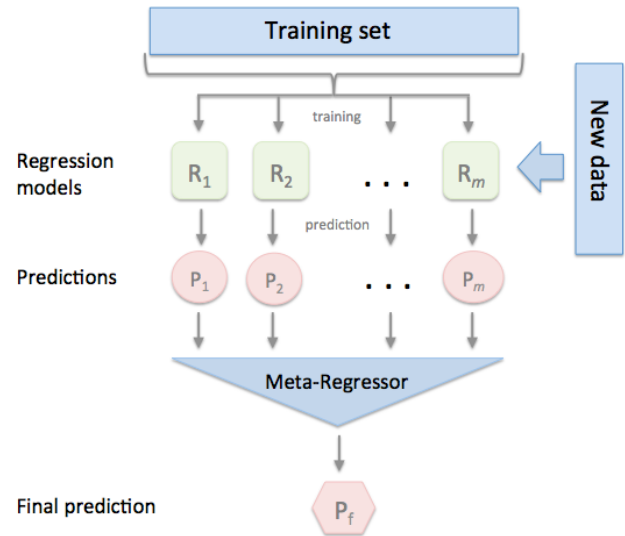 Training set
training
New data
Regression
models
R1 R2 . . . Rm
prediction
Predictions
P1 P2 . . . Pm
Meta-Regressor
Final prediction
Pf